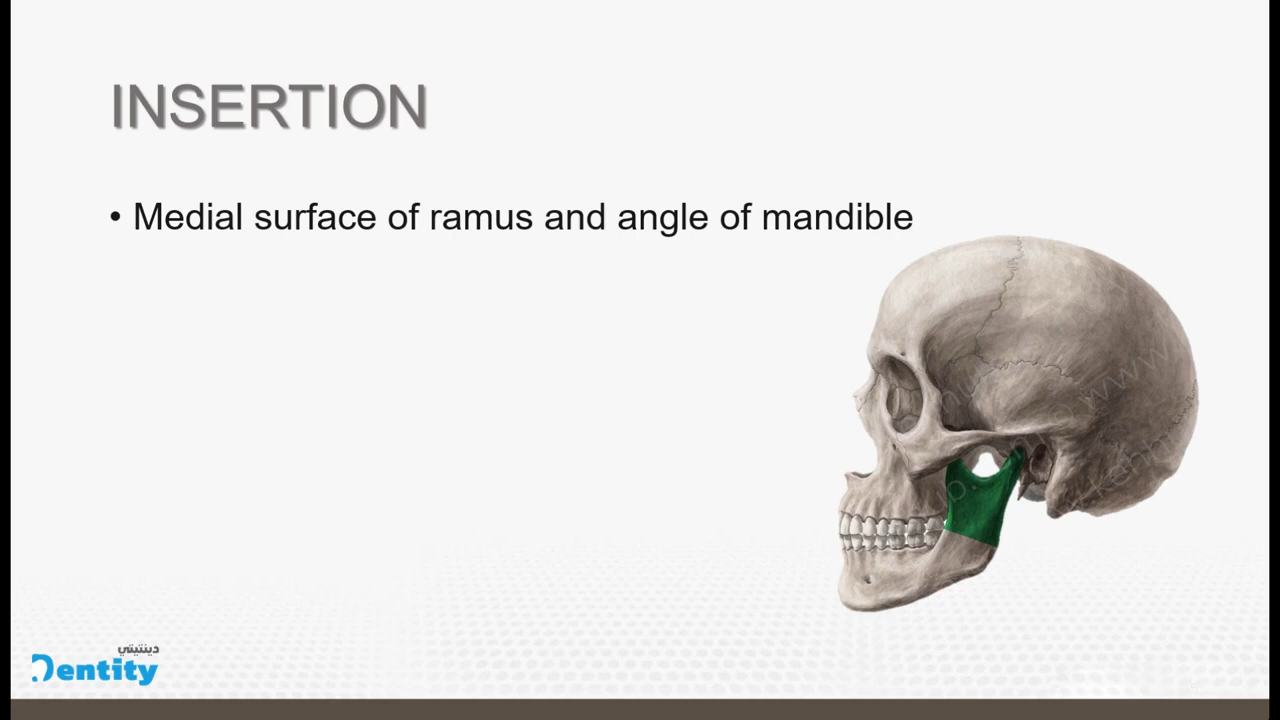 INSERTION
• Medial surface of ramus and angle of mandible
دينتيتي
Dentity